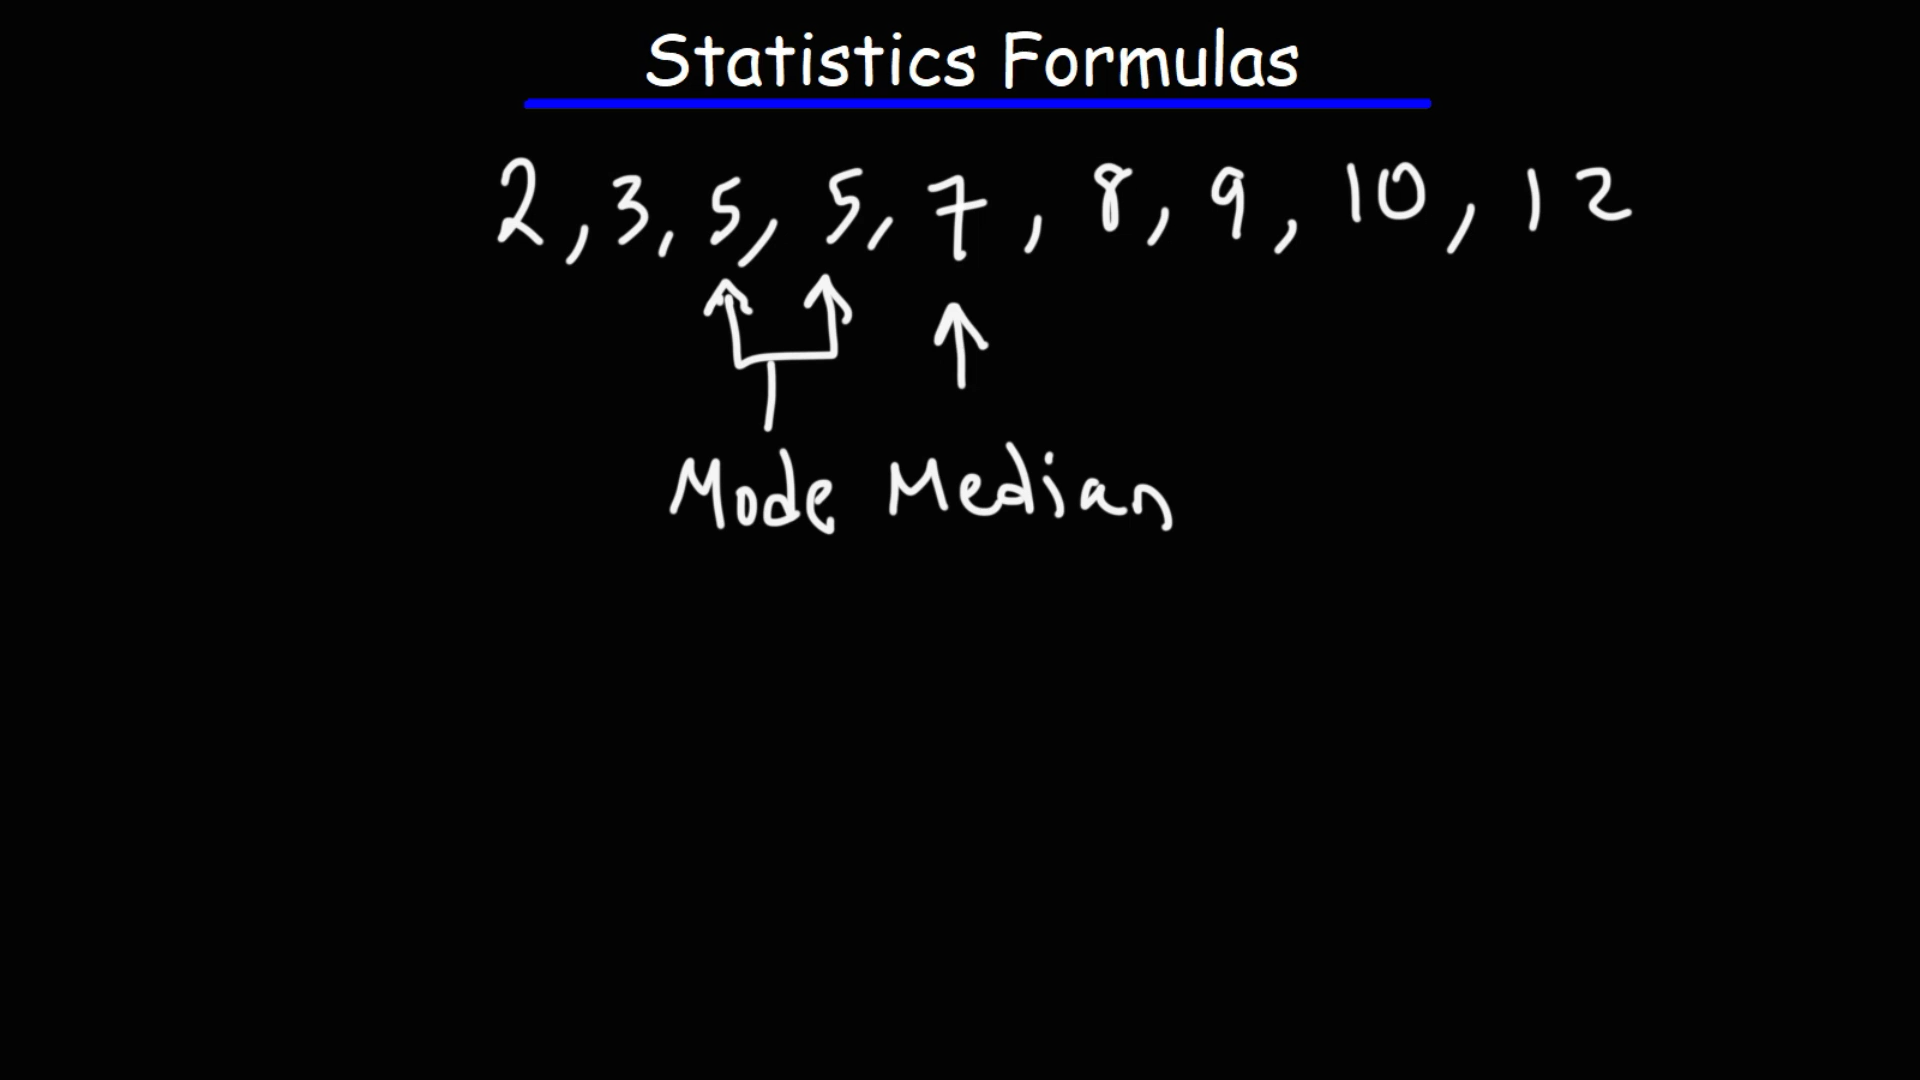 Statistics Formulas
2, 3, 5, 5, 7, 8, 9, 10, 12
Mode Median